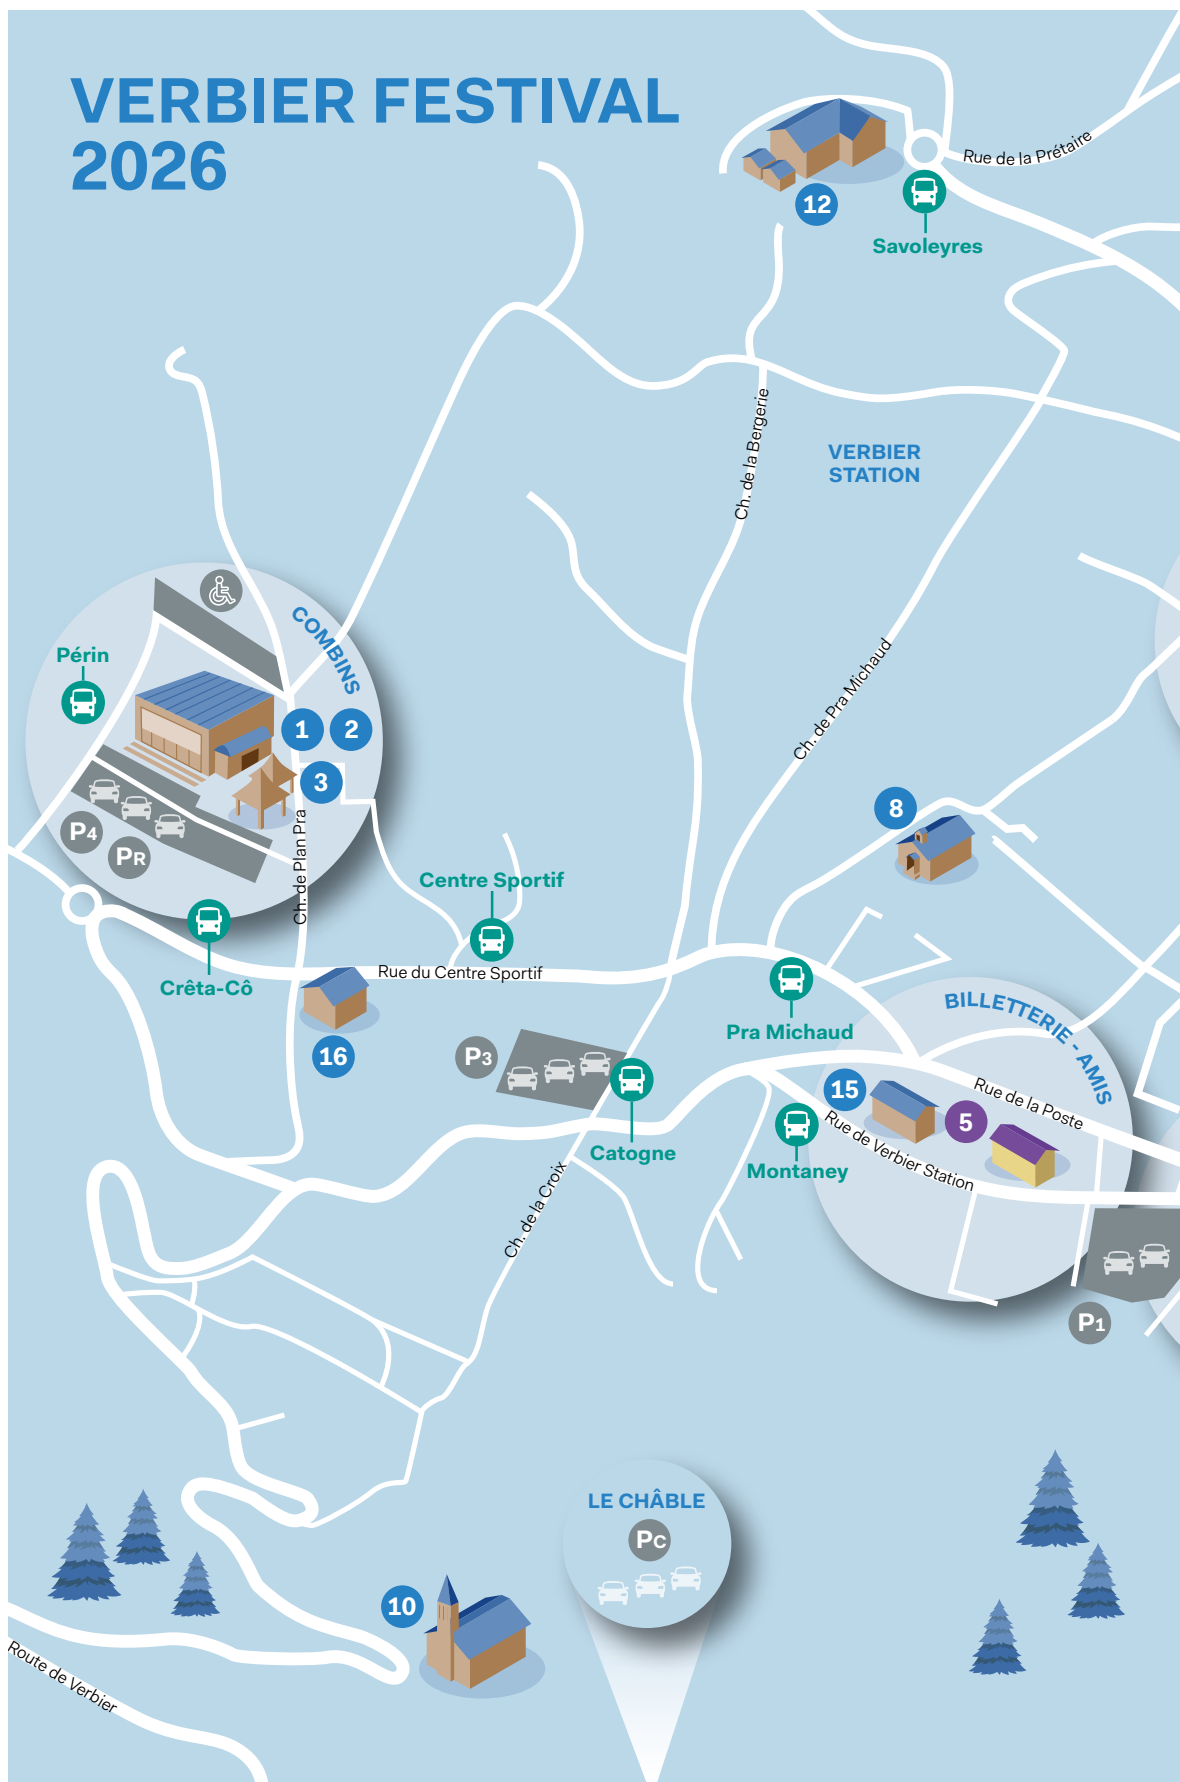 VERBIER FESTIVAL
2026
Rue de la Prétaire
12
Savoleyres
Ch. de la Bergerie
VERBIER
STATION
COMBINS
Périn
1
2
3
Ch. de Pra Michaud
P4
PR
8
Ch. de Plan Pra
Centre Sportif
Crêta-Cô
Rue du Centre Sportif
Pra Michaud
BILLETTERIE - AMIS
16
P3
15
5
Rue de la Poste
Catogne
Montaney
Rue de Verbier Station
Ch. de la Croix
P1
LE CHÂBLE
PC
10
Route de Verbier